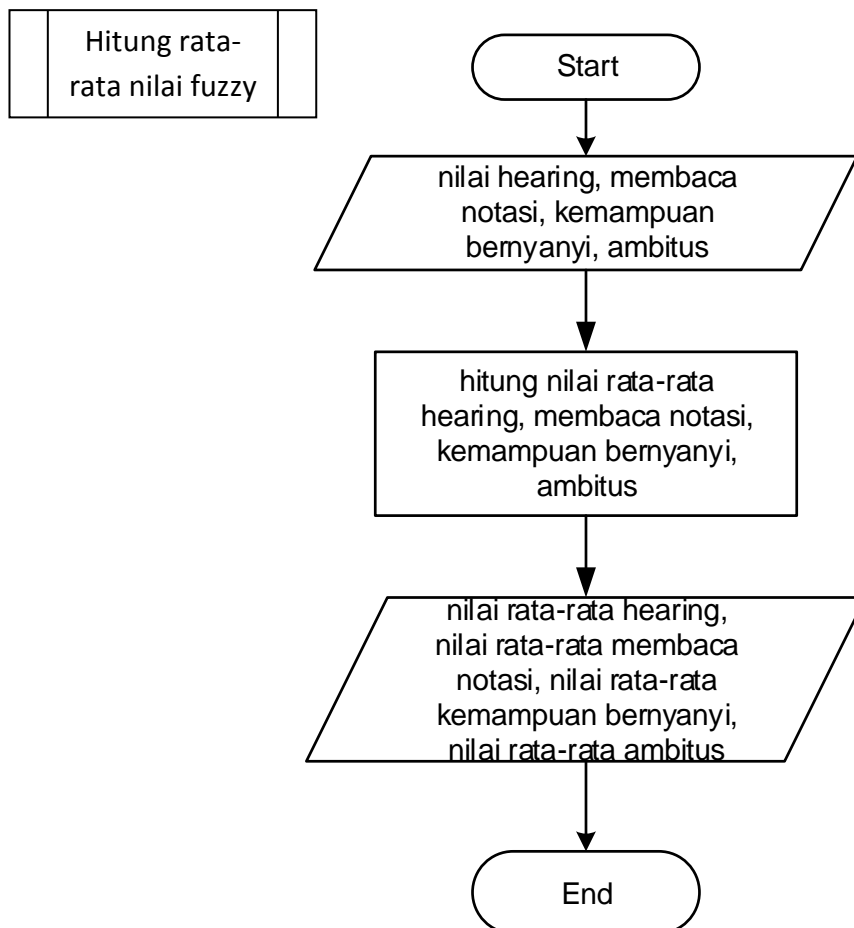 Hitung rata-
rata nilai fuzzy
Start
nilai hearing, membaca
notasi, kemampuan
bernyanyi, ambitus
hitung nilai rata-rata
hearing, membaca notasi,
kemampuan bernyanyi,
ambitus
nilai rata-rata hearing,
nilai rata-rata membaca
notasi, nilai rata-rata
kemampuan bernyanyi,
nilai rata-rata ambitus
End